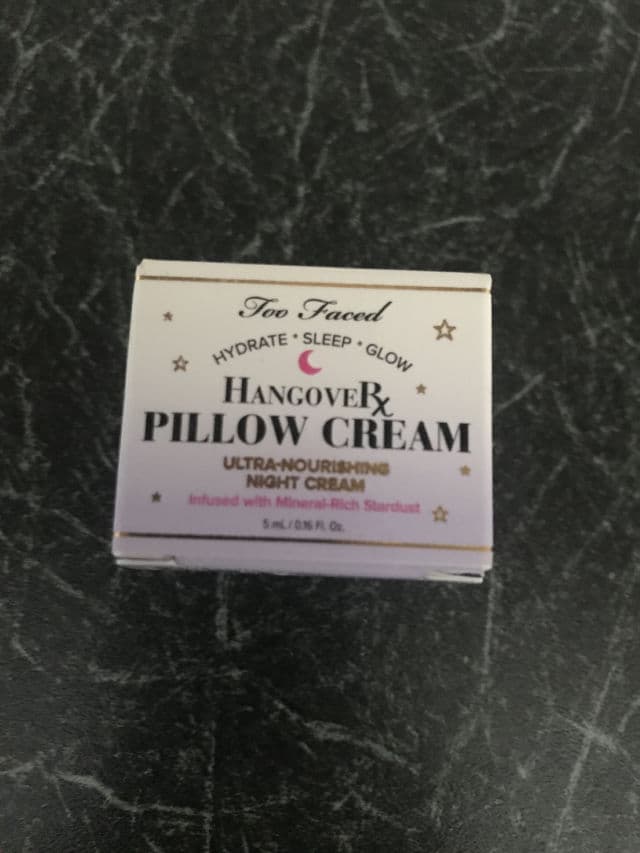 Too Faced
HYDRATE • SLEEP • GLOW
HANGOVERx
PILLOW CREAM
ULTRA-NOURISHING
NIGHT CREAM
Infused with Mineral-Rich Stardust
5 mL / 0.16 Fl. Oz.